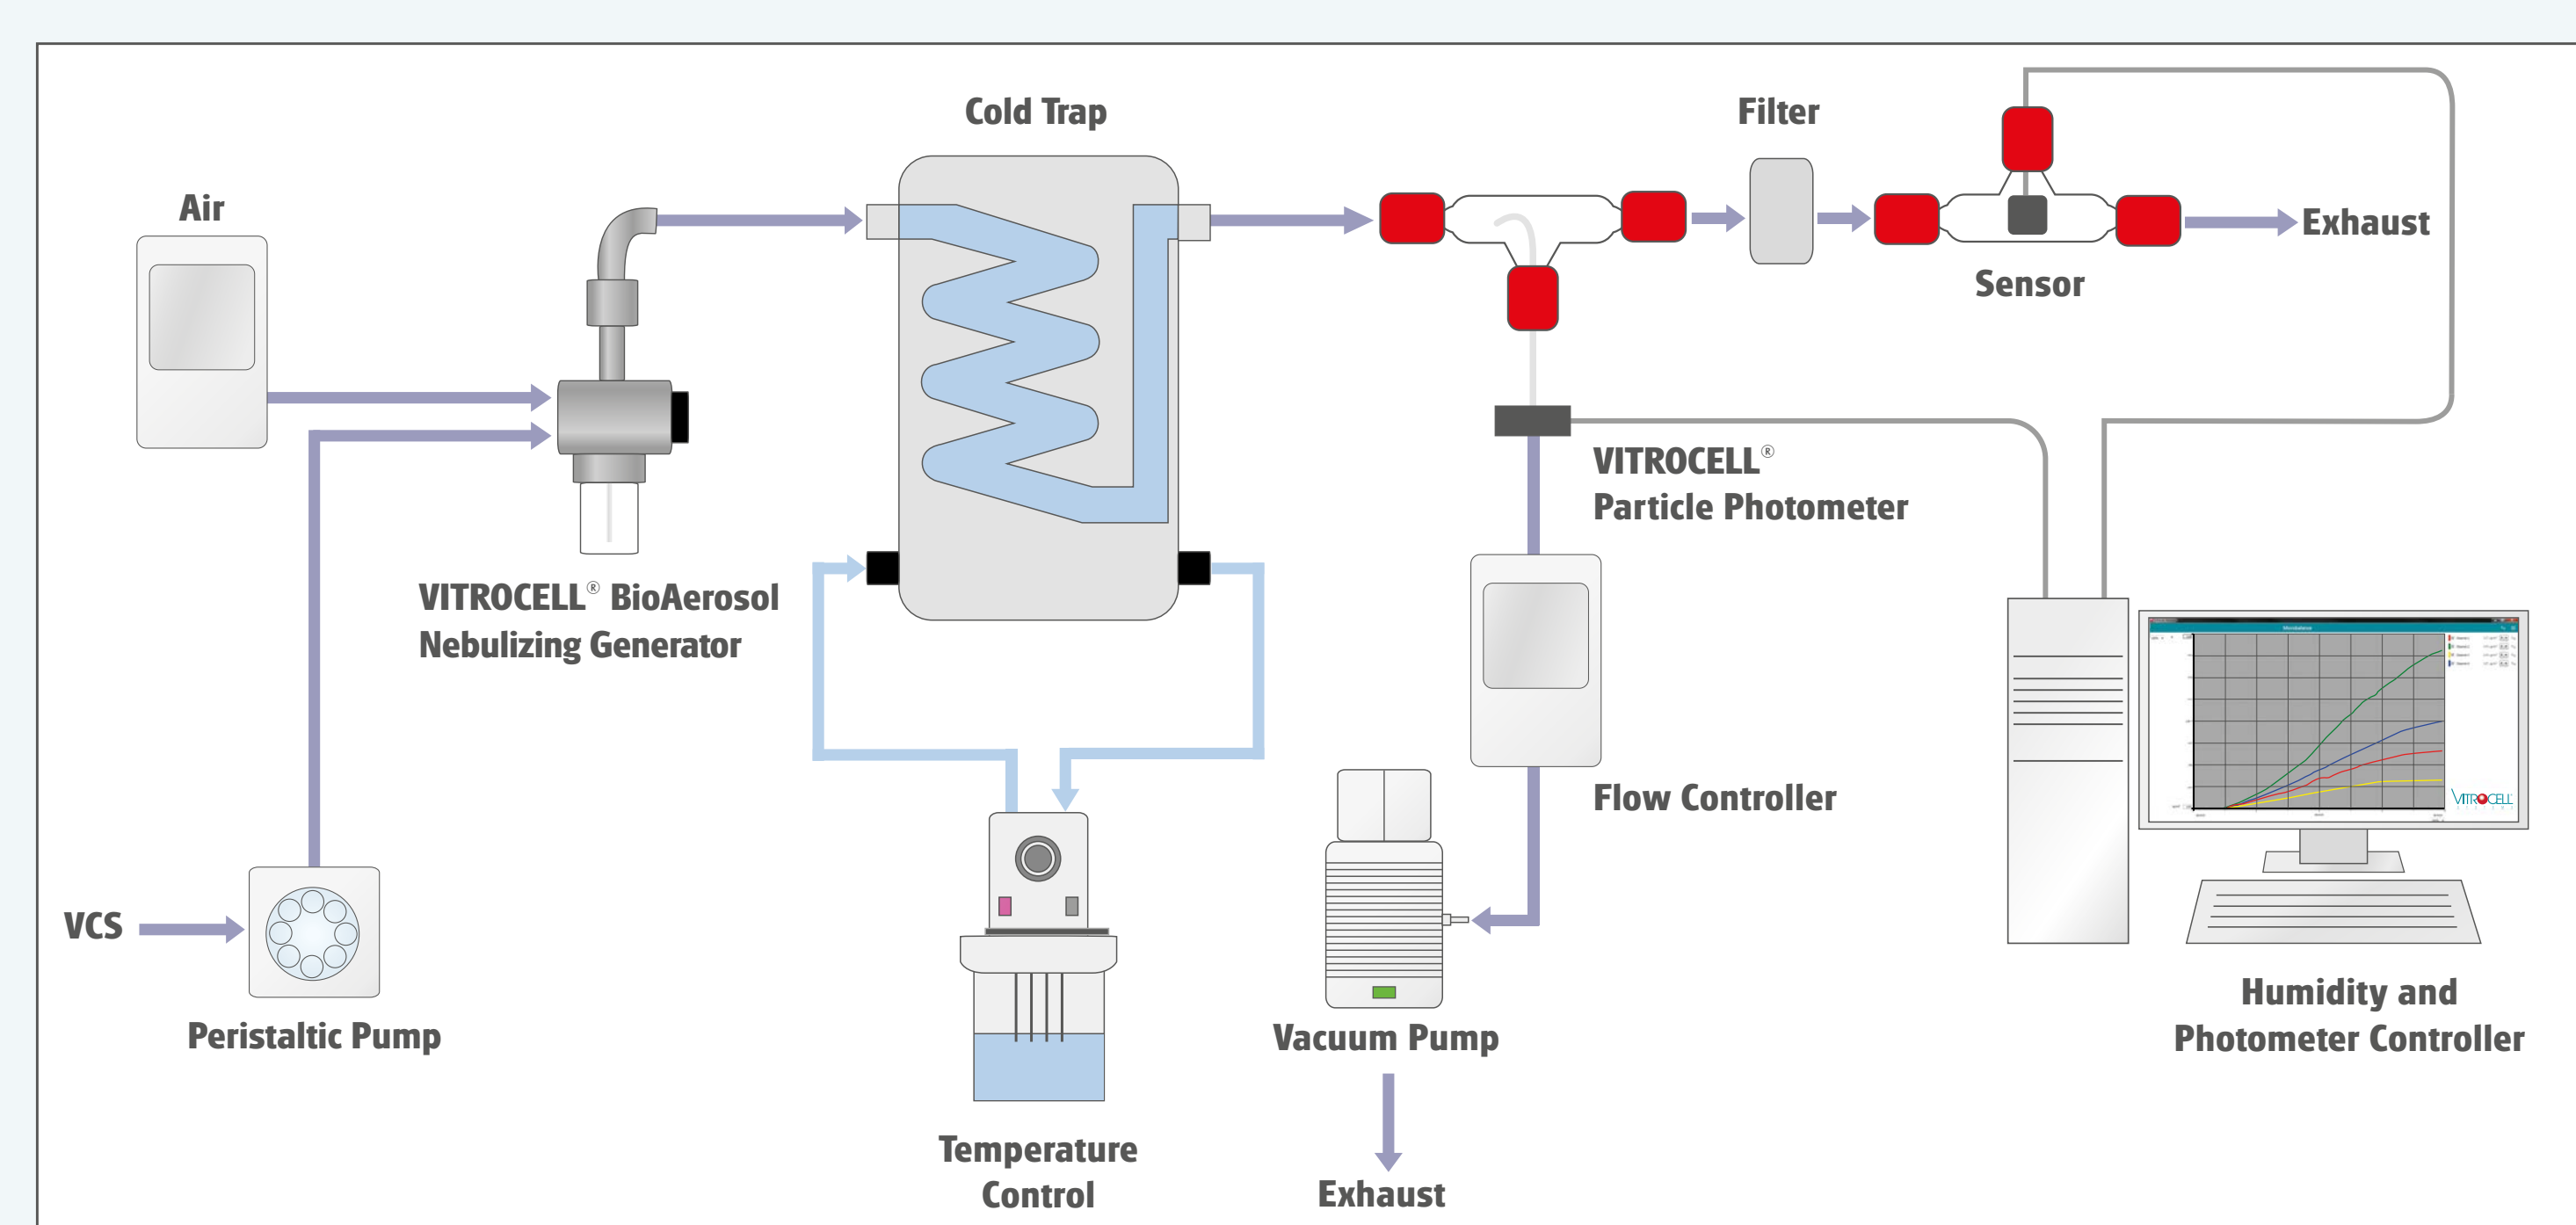 Cold Trap
Filter
Air
Exhaust
Sensor
VITROCELL®
Particle Photometer
VITROCELL® BioAerosol
Nebulizing Generator
Flow Controller
VITROCELL
VCS
Peristaltic Pump
Vacuum Pump
Humidity and
Photometer Controller
Temperature
Control
Exhaust